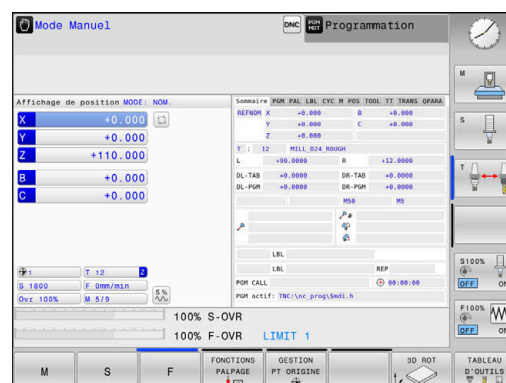 Mode Manuel
DNC
PGM MGT
Programmation
Affichage de position MODE: NOM.
X +0.000
Y +0.000
Z +110.000
B +0.000
C +0.000
1 T 12 Z
S 1800 F 0mm/min
Ovr 100% M 5/9
S %
Sommaire PGM PAL LBL CYC M POS TOOL TT TRANS QPARA
REFNOM X +0.000 B +0.000
Y +0.000 C +0.000
Z +0.000
T : 12 MILL_D24_ROUGH
L +90.0000 R +12.0000
DL-TAB +0.0000 DR-TAB +0.0000
DL-PGM +0.0000 DR-PGM +0.0000
M50 M5
LBL
LBL REP
PGM CALL 00:00:00
PGM actif: TNC:\nc_prog\$mdi.h
100% S-OVR
100% F-OVR LIMIT 1
M
S
T
S100%
OFF ON
F100% W
OFF ON
M
S
F
FONCTIONS PALPAGE
GESTION PT ORIGINE
3D ROT
TABLEAU D'OUTILS